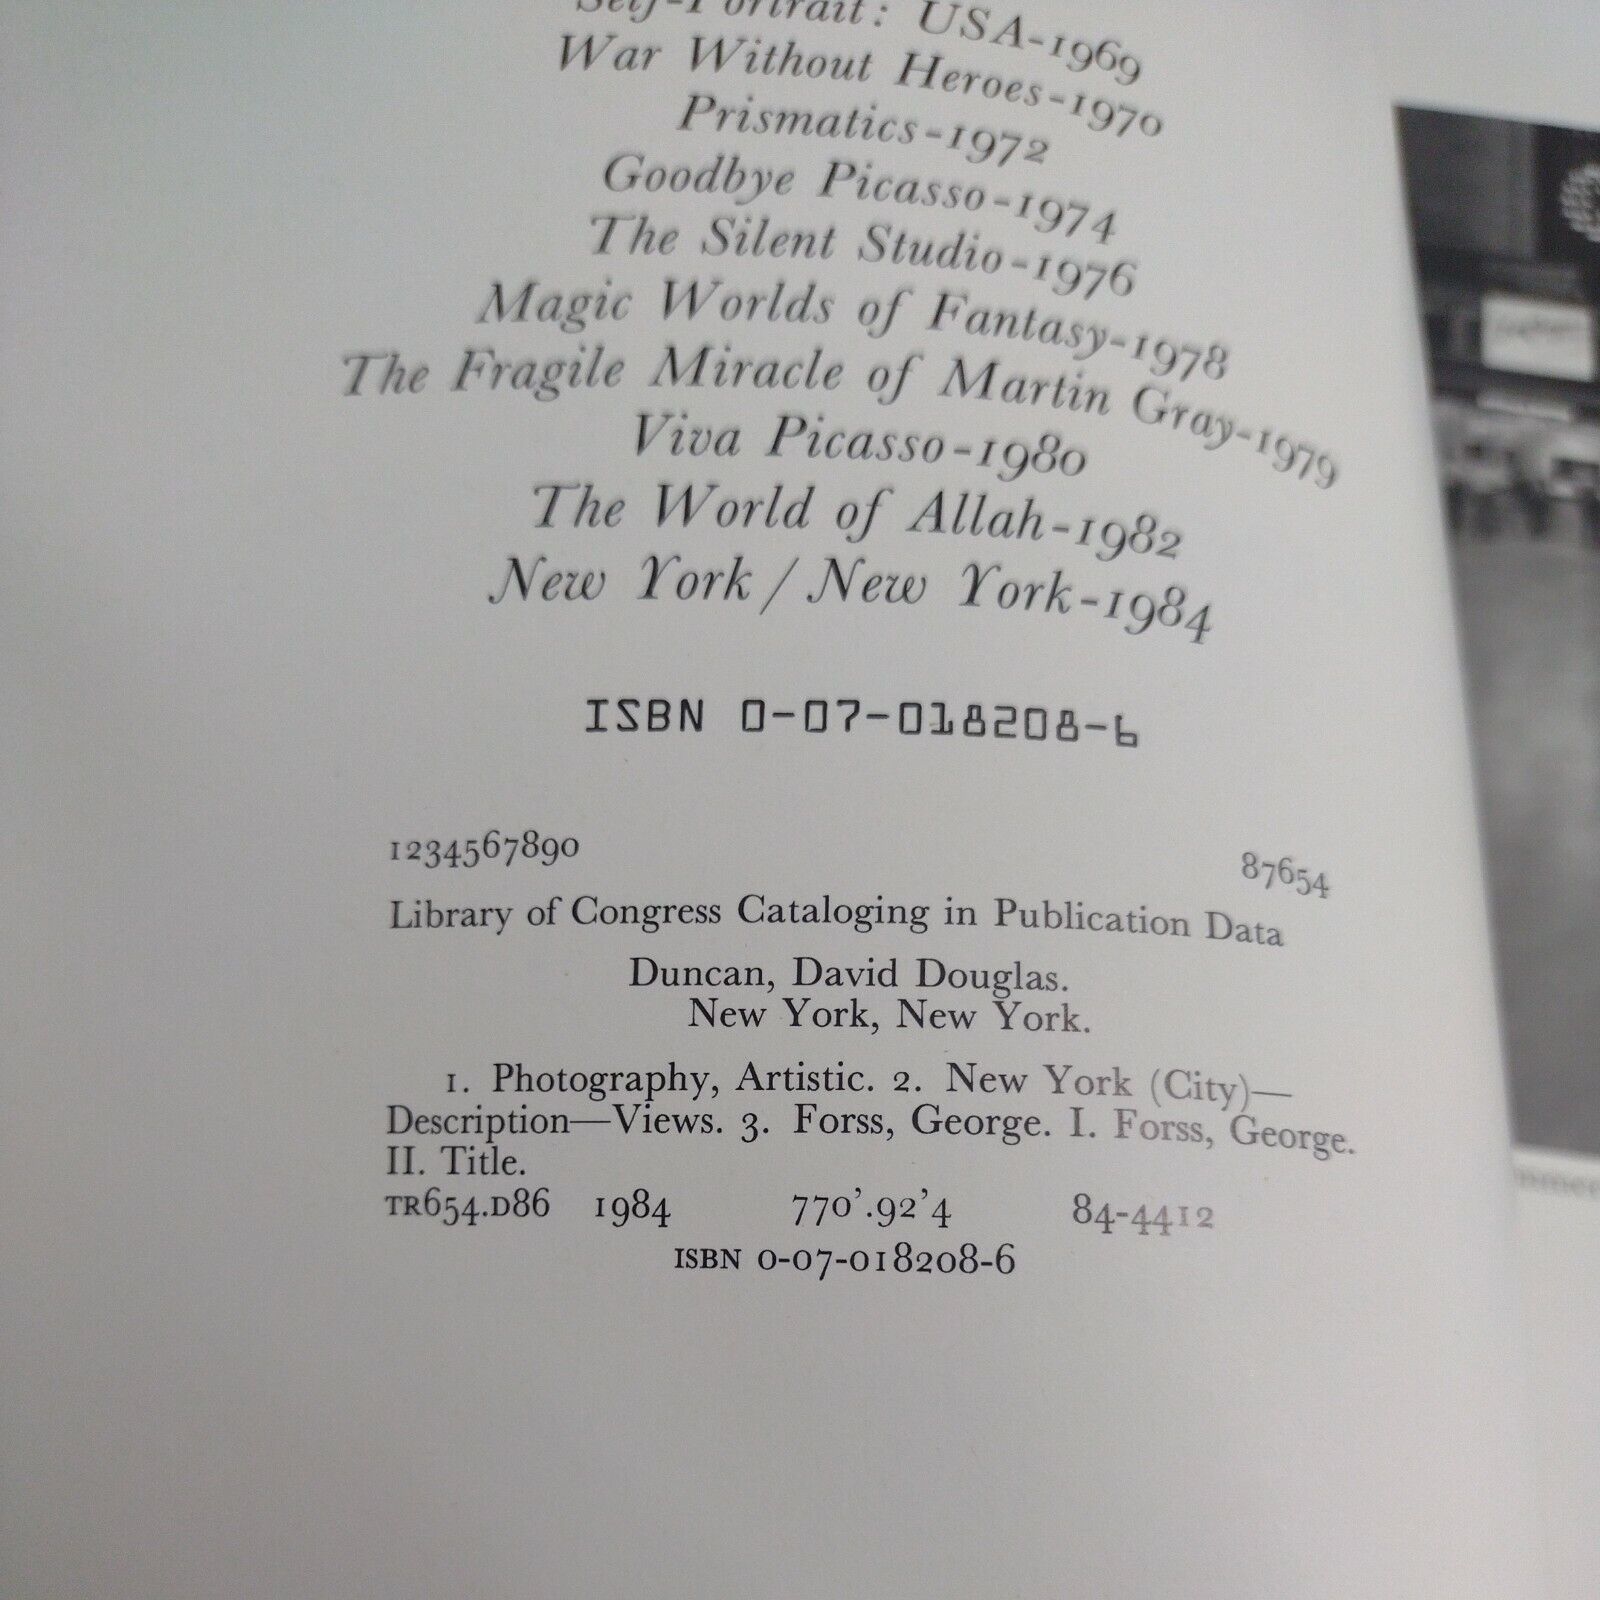 Self-Portrait: USA-1969
War Without Heroes-1970
Prismatics-1972
Goodbye Picasso-1974
The Silent Studio-1976
Magic Worlds of Fantasy-1978
The Fragile Miracle of Martin Gray-1979
Viva Picasso-1980
The World of Allah-1982
New York / New York-1984
ISBN 0-07-018208-6
1234567890 87654
Library of Congress Cataloging in Publication Data
Duncan, David Douglas.
New York, New York.
1. Photography, Artistic. 2. New York (City)—
Description—Views. 3. Forss, George. I. Forss, George.
II. Title.
TR654.D86 1984 770'.92'4 84-4412
ISBN 0-07-018208-6